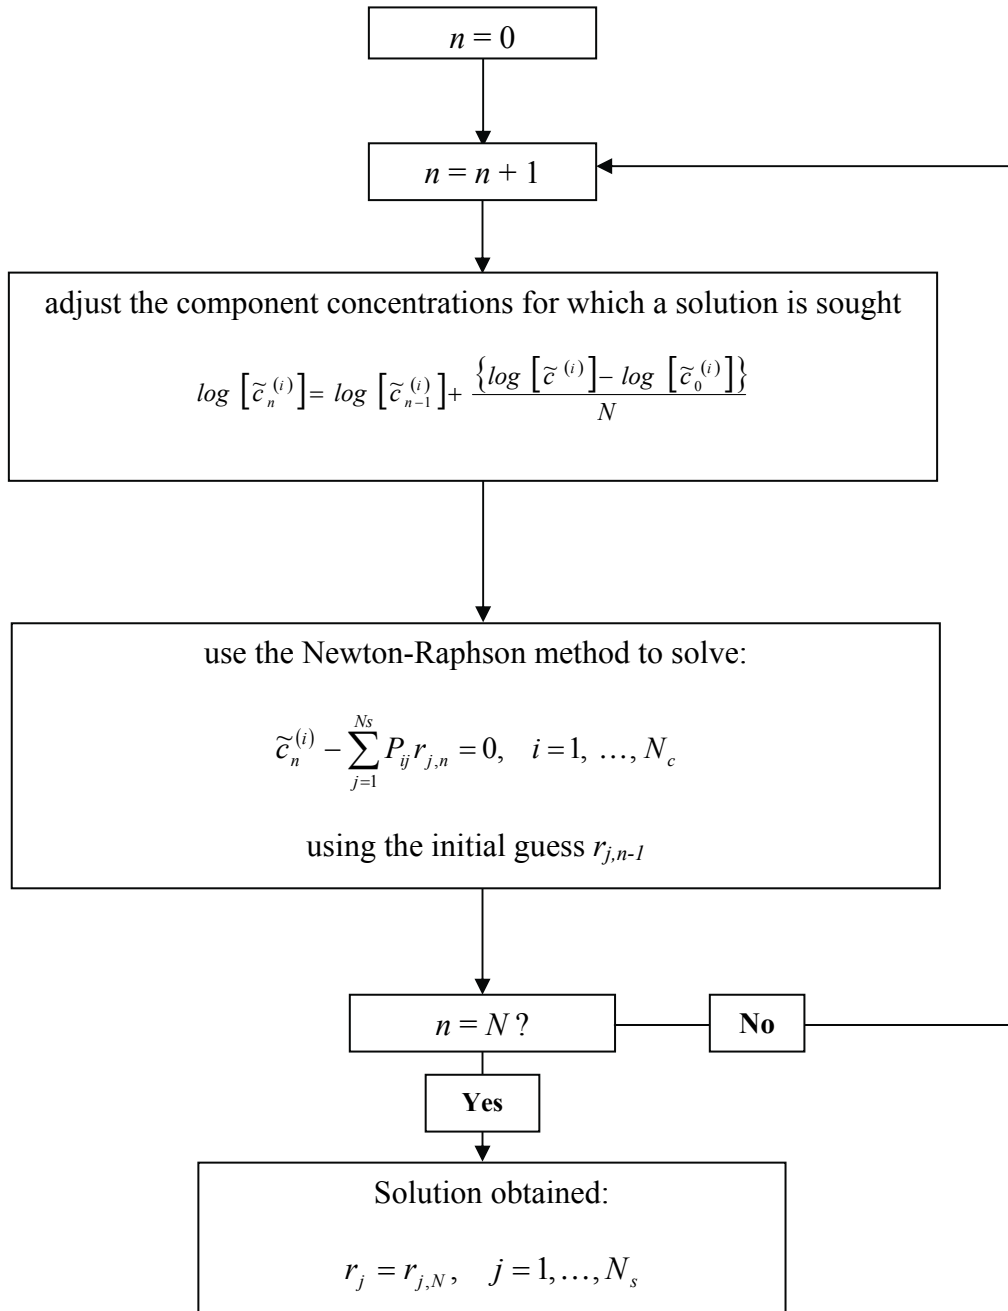 n = 0
n = n + 1
adjust the component concentrations for which a solution is sought
log [c̃_n^(i)] = log [c̃_{n−1}^(i)] + {log [c̃^(i)] − log [c̃_0^(i)]} / N
use the Newton-Raphson method to solve:
c̃_n^(i) − ∑_{j=1}^{Ns} P_{ij} r_{j,n} = 0, i = 1, …, N_c
using the initial guess r_{j,n-1}
n = N ?
No
Yes
Solution obtained:
r_j = r_{j,N}, j = 1,…, N_s